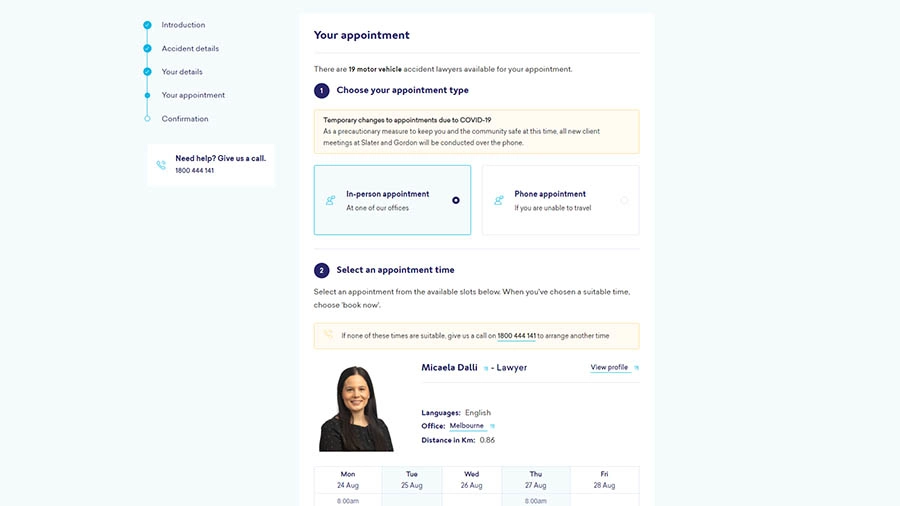 Introduction
Accident details
Your details
Your appointment
Confirmation
Need help? Give us a call.
1800 444 141
Your appointment
There are 19 motor vehicle accident lawyers available for your appointment.
1 Choose your appointment type
Temporary changes to appointments due to COVID-19
As a precautionary measure to keep you and the community safe at this time, all new client
meetings at Slater and Gordon will be conducted over the phone.
In-person appointment
At one of our offices
Phone appointment
If you are unable to travel
2 Select an appointment time
Select an appointment from the available slots below. When you've chosen a suitable time,
choose 'book now'.
If none of these times are suitable, give us a call on 1800 444 141 to arrange another time
Micaela Dalli - Lawyer
View profile
Languages: English
Office: Melbourne
Distance in Km: 0.86
Mon Tue Wed Thu Fri
24 Aug 25 Aug 26 Aug 27 Aug 28 Aug
8:00am 8:00am